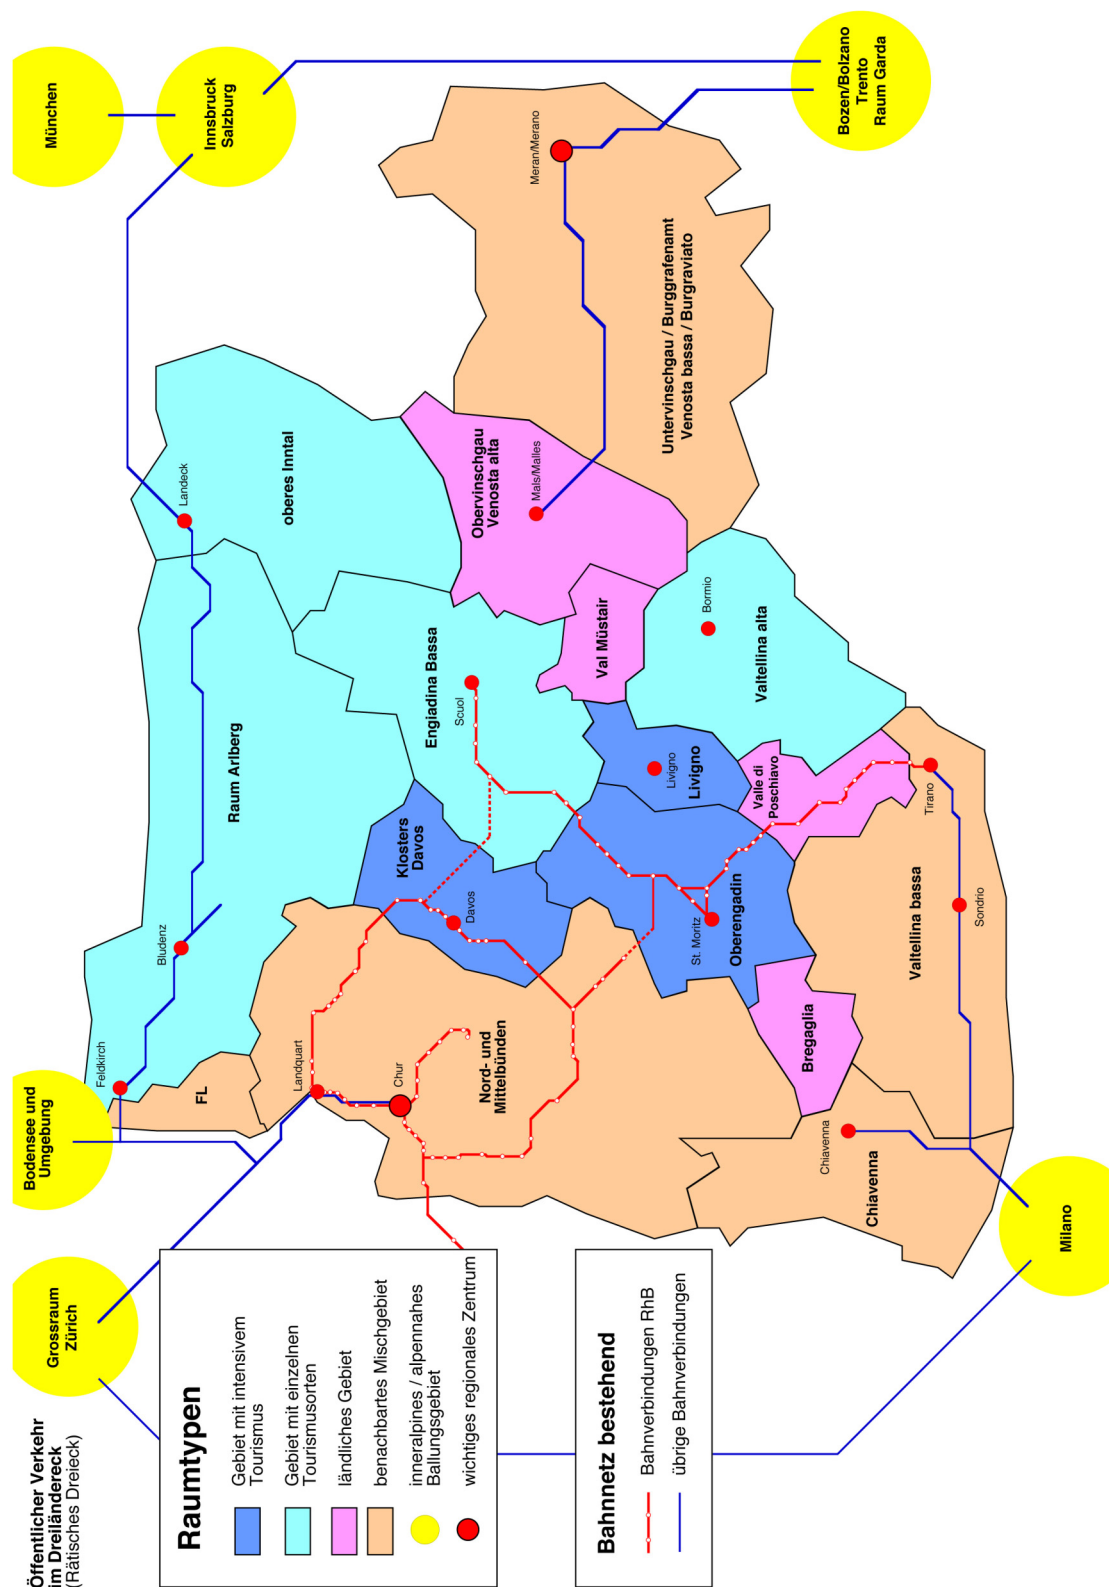 Öffentlicher Verkehr
im Dreiländereck
(Rätisches Dreieck)
Grossraum
Zürich
Bodensee und
Umgebung
München
Innsbruck
Salzburg
Bozen/Bolzano
Trento
Raum Garda
Milano
Feldkirch
Bludenz
Landeck
Raum Arlberg
oberes Inntal
FL
Landquart
Chur
Nord- und
Mittelbünden
Klosters
Davos
Davos
Engiadina Bassa
Scuol
Obervinschgau
Venosta alta
Mals/Malles
Meran/Merano
Untervinschgau / Burggrafenamt
Venosta bassa / Burgraviato
Val Müstair
Livigno
Livigno
Bormio
Valtellina alta
St. Moritz
Oberengadin
Valle di
Poschiavo
Bregaglia
Chiavenna
Chiavenna
Valtellina bassa
Sondrio
Tirano
Raumtypen
Gebiet mit intensivem
Tourismus
Gebiet mit einzelnen
Tourismusorten
ländliches Gebiet
benachbartes Mischgebiet
inneralpines / alpennahes
Ballungsgebiet
wichtiges regionales Zentrum
Bahnnetz bestehend
Bahnverbindungen RhB
übrige Bahnverbindungen